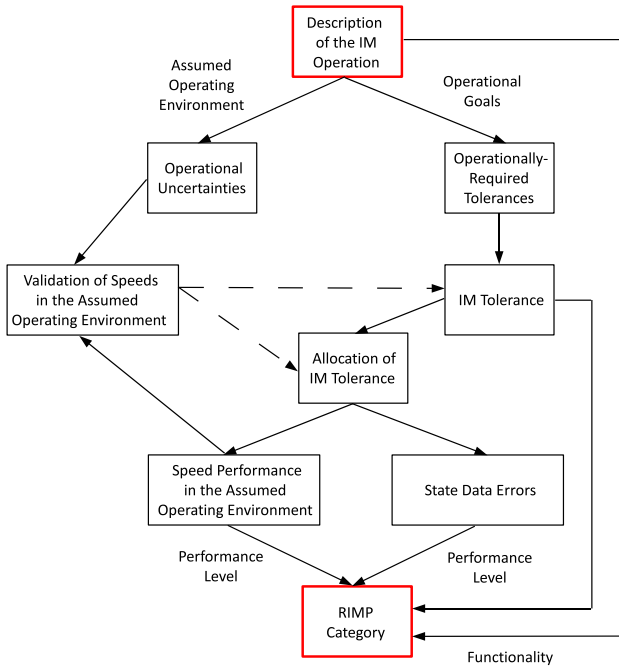 Description
of the IM
Operation
Assumed
Operating
Environment
Operational
Goals
Operational
Uncertainties
Operationally-
Required
Tolerances
Validation of Speeds
in the Assumed
Operating Environment
IM Tolerance
Allocation of
IM Tolerance
Speed Performance
in the Assumed
Operating Environment
State Data Errors
Performance
Level
Performance
Level
RIMP
Category
Functionality